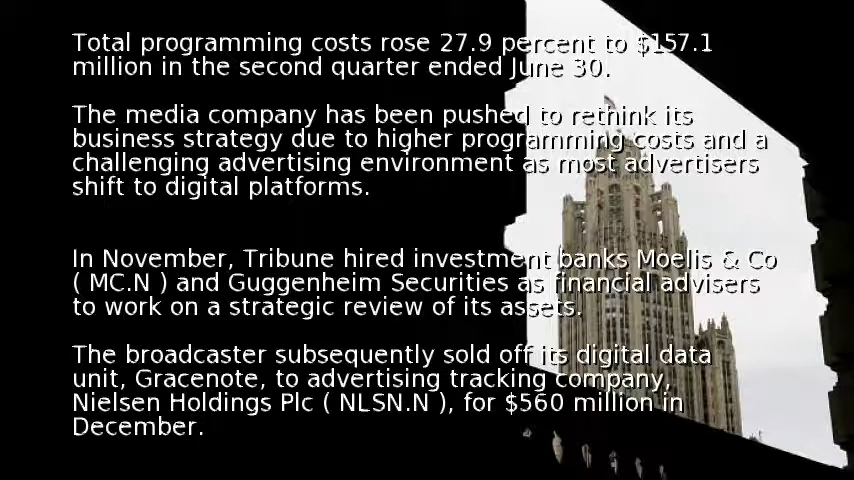 Total programming costs rose 27.9 percent to $157.1
million in the second quarter ended June 30.
The media company has been pushed to rethink its
business strategy due to higher programming costs and a
challenging advertising environment as most advertisers
shift to digital platforms.
In November, Tribune hired investment banks Moelis & Co
( MC.N ) and Guggenheim Securities as financial advisers
to work on a strategic review of its assets.
The broadcaster subsequently sold off its digital data
unit, Gracenote, to advertising tracking company,
Nielsen Holdings Plc ( NLSN.N ), for $560 million in
December.